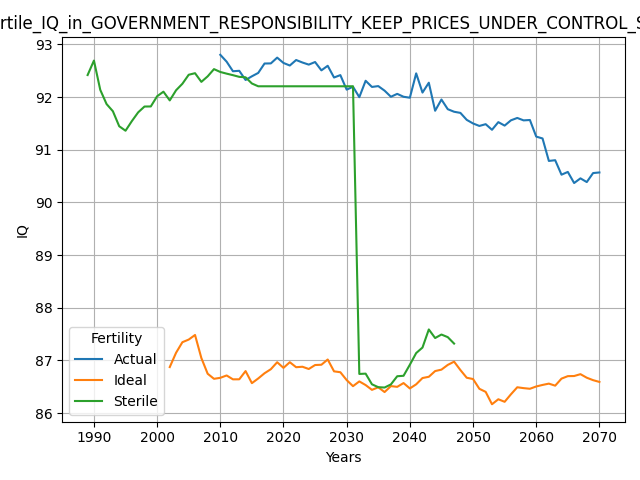 rtile_IQ_in_GOVERNMENT_RESPONSIBILITY_KEEP_PRICES_UNDER_CONTROL_S
93
92
91
90
89
88
87
86
IQ
Fertility
Actual
Ideal
Sterile
1990 2000 2010 2020 2030 2040 2050 2060 2070
Years